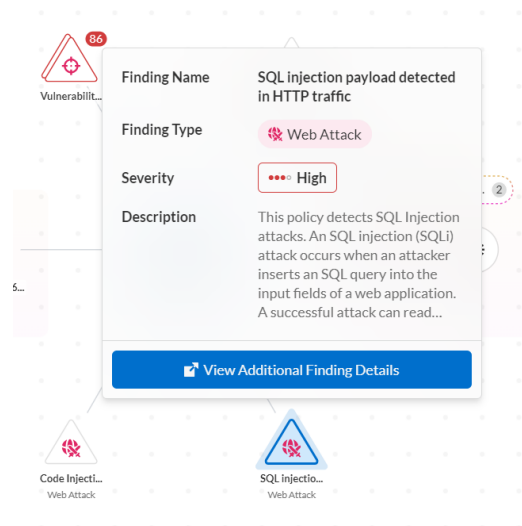 86
Vulnerabilit...
Finding Name
SQL injection payload detected
in HTTP traffic
Finding Type
Web Attack
Severity
High
Description
This policy detects SQL Injection
attacks. An SQL injection (SQLi)
attack occurs when an attacker
inserts an SQL query into the
input fields of a web application.
A successful attack can read...
View Additional Finding Details
. 2
6...
Code Injecti...
Web Attack
SQL injectio...
Web Attack